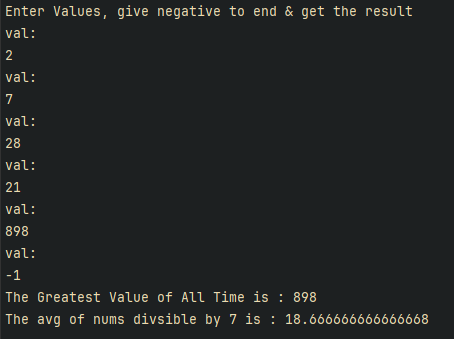 Enter Values, give negative to end & get the result
val:
2
val:
7
val:
28
val:
21
val:
898
val:
-1
The Greatest Value of All Time is : 898
The avg of nums divsible by 7 is : 18.666666666666668